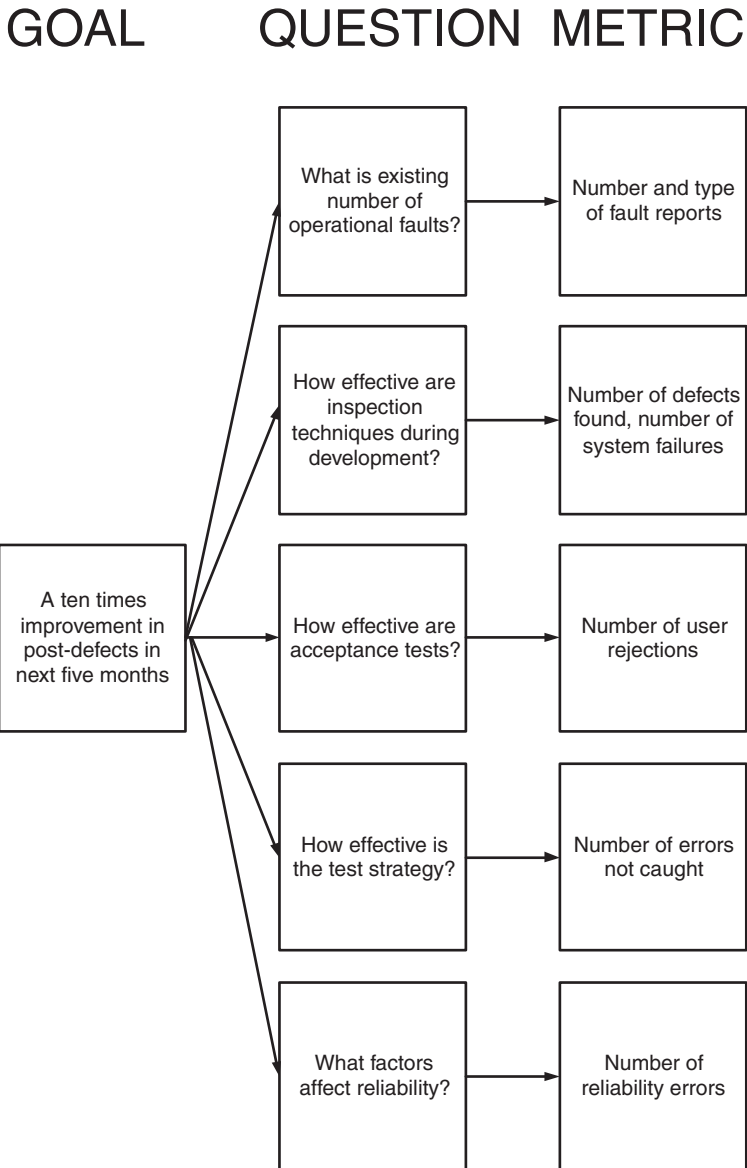 GOAL QUESTION METRIC
What is existing
number of
operational faults?
Number and type
of fault reports
How effective are
inspection
techniques during
development?
Number of defects
found, number of
system failures
A ten times
improvement in
post-defects in
next five months
How effective are
acceptance tests?
Number of user
rejections
How effective is
the test strategy?
Number of errors
not caught
What factors
affect reliability?
Number of
reliability errors